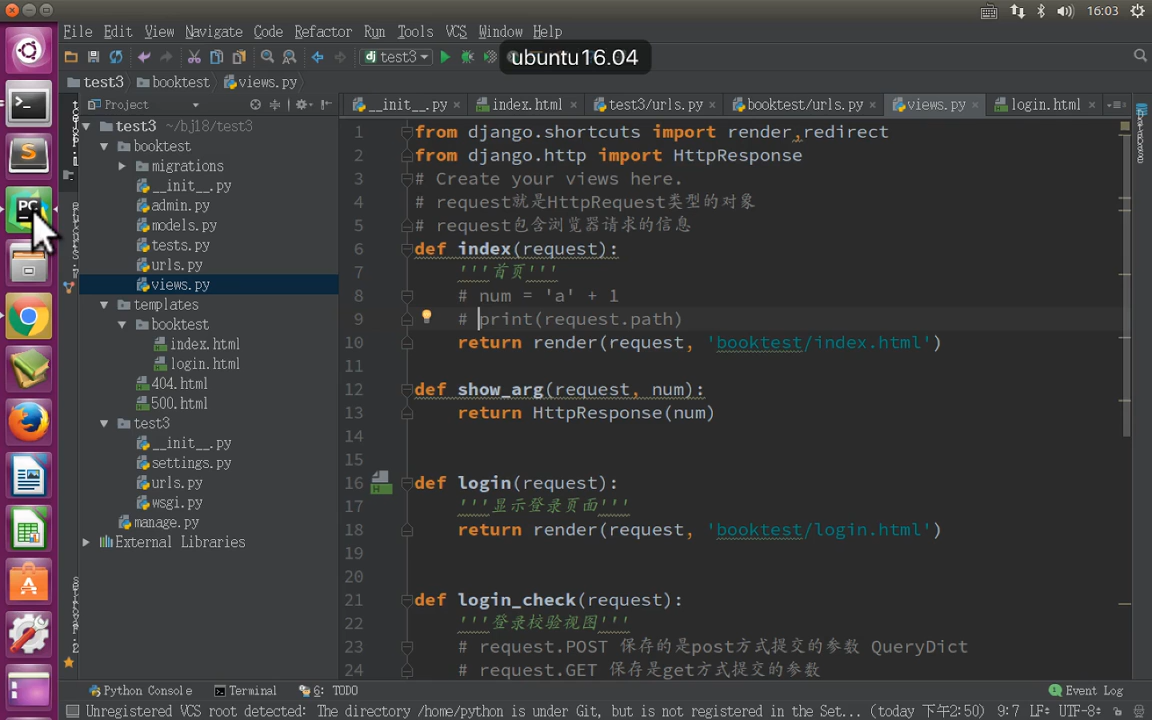 16:03
File Edit View Navigate Code Refactor Run Tools VCS Window Help
test3
ubuntu16.04
test3 booktest views.py
Project
__init__.py index.html test3/urls.py booktest/urls.py views.py login.html
test3 ~/bj18/test3
booktest
migrations
__init__.py
admin.py
models.py
tests.py
urls.py
views.py
templates
booktest
index.html
login.html
404.html
500.html
test3
__init__.py
settings.py
urls.py
wsgi.py
manage.py
External Libraries
1 from django.shortcuts import render,redirect
2 from django.http import HttpResponse
3 # Create your views here.
4 # request就是HttpRequest类型的对象
5 # request包含浏览器请求的信息
6 def index(request):
7 '''首页'''
8 # num = 'a' + 1
9 # print(request.path)
10 return render(request, 'booktest/index.html')
11
12 def show_arg(request, num):
13 return HttpResponse(num)
14
15
16 def login(request):
17 '''显示登录页面'''
18 return render(request, 'booktest/login.html')
19
20
21 def login_check(request):
22 '''登录校验视图'''
23 # request.POST 保存的是post方式提交的参数 QueryDict
24 # request.GET 保存是get方式提交的参数
Python Console Terminal 6: TODO Event Log
Unregistered VCS root detected: The directory /home/python is under Git, but is not registered in the Set... (today 下午2:50) 9:7 LF÷ UTF-8÷